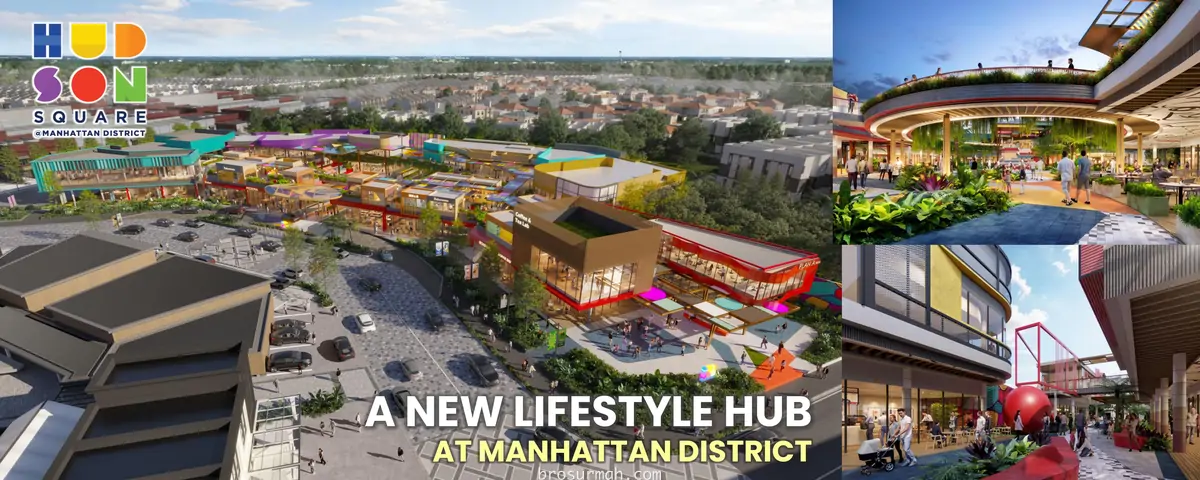 HUD
SON
SQUARE
@MANHATTAN DISTRICT
A NEW LIFESTYLE HUB
AT MANHATTAN DISTRICT
brosurmah.com